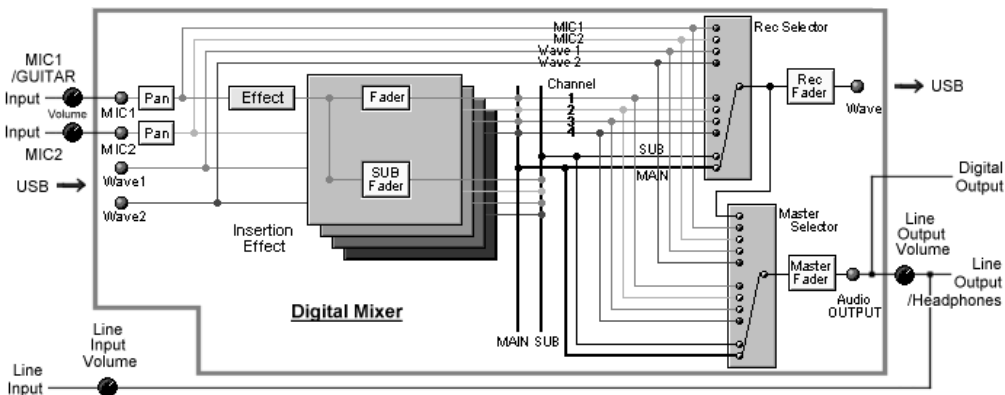 MIC1
/GUITAR
Input
Volume
MIC1
Pan
Input
MIC2
MIC2
Pan
USB
Wave1
Wave2
Effect
Fader
SUB
Fader
Insertion
Effect
Digital Mixer
MIC1
MIC2
Wave 1
Wave 2
Channel
1
2
3
4
SUB
MAIN
MAIN SUB
Rec Selector
Rec
Fader
Wave
USB
Master
Selector
Master
Fader
Audio
OUTPUT
Digital
Output
Line
Output
Volume
Line
Output
/Headphones
Line
Input
Volume
Line
Input